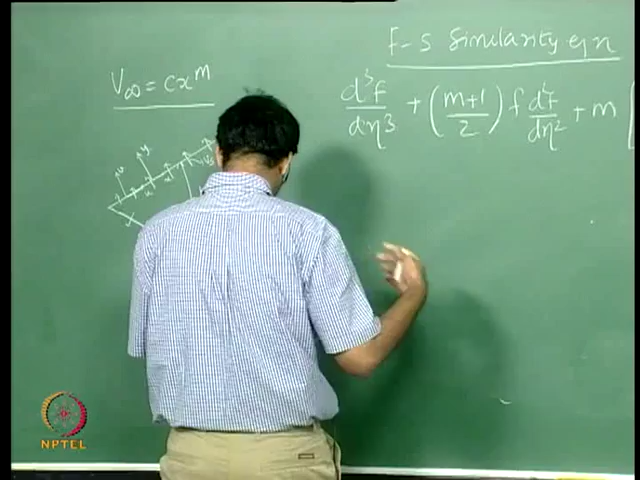 F-S Similarity eqn
V∞ = cx^m
d³f/dη³ + (m+1/2) f d²f/dη² + m [
y
u
x
NPTEL